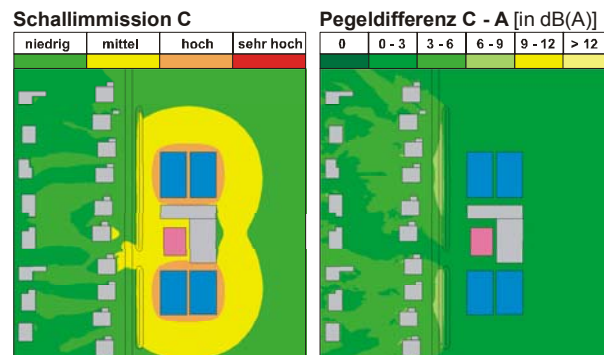 Schallimmission C
niedrig mittel hoch sehr hoch
Pegeldifferenz C - A [in dB(A)]
0 0 - 3 3 - 6 6 - 9 9 - 12 > 12